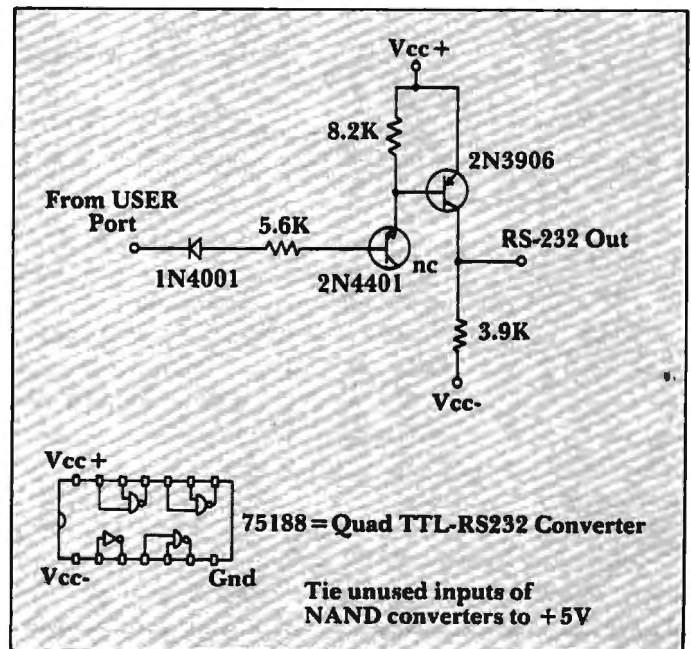 Vcc+
8.2K
2N3906
From USER
Port
5.6K
RS-232 Out
1N4001
2N4401
nc
3.9K
Vcc-
Vcc+
75188=Quad TTL-RS232 Converter
Vcc-
Gnd
Tie unused inputs of
NAND converters to +5V